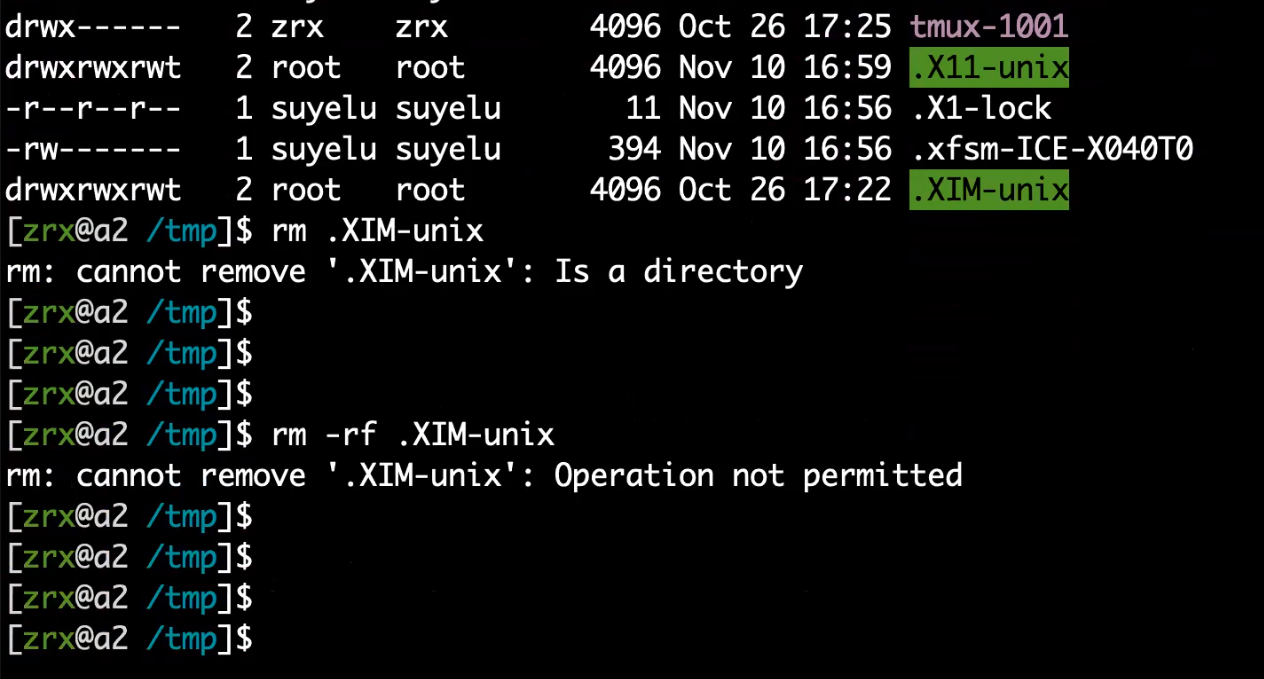 drwx------   2 zrx    zrx        4096 Oct 26 17:25 tmux-1001
drwxrwxrwt   2 root   root       4096 Nov 10 16:59 .X11-unix
-r--r--r--   1 suyelu suyelu       11 Nov 10 16:56 .X1-lock
-rw-------   1 suyelu suyelu      394 Nov 10 16:56 .xfsm-ICE-X040T0
drwxrwxrwt   2 root   root       4096 Oct 26 17:22 .XIM-unix
[zrx@a2 /tmp]$ rm .XIM-unix
rm: cannot remove '.XIM-unix': Is a directory
[zrx@a2 /tmp]$
[zrx@a2 /tmp]$
[zrx@a2 /tmp]$
[zrx@a2 /tmp]$ rm -rf .XIM-unix
rm: cannot remove '.XIM-unix': Operation not permitted
[zrx@a2 /tmp]$
[zrx@a2 /tmp]$
[zrx@a2 /tmp]$
[zrx@a2 /tmp]$